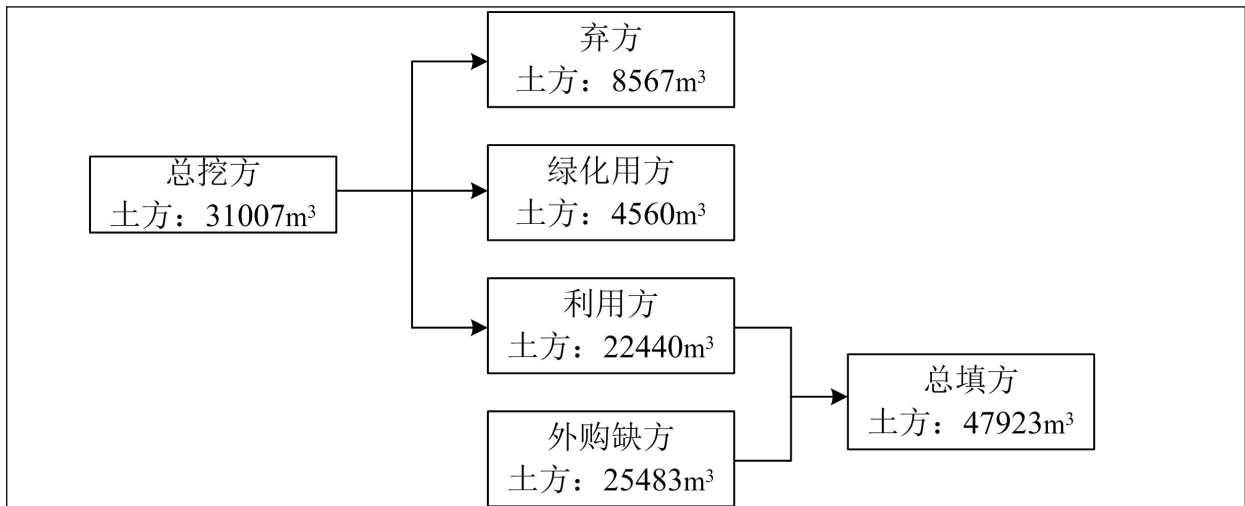 弃方
土方：8567m³
总挖方
土方：31007m³
绿化用方
土方：4560m³
利用方
土方：22440m³
总填方
土方：47923m³
外购缺方
土方：25483m³